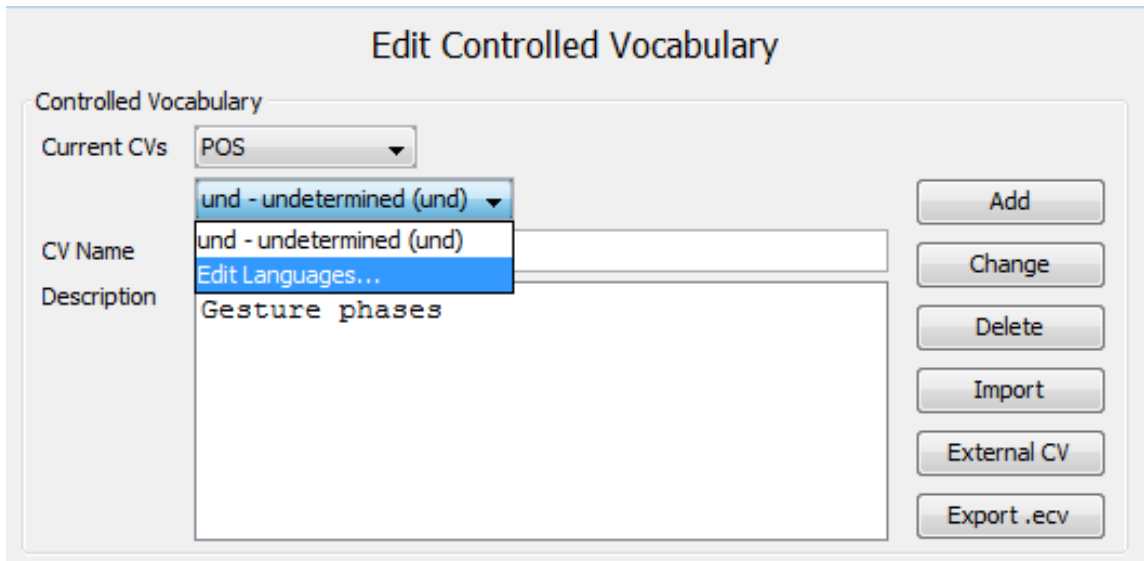 Edit Controlled Vocabulary
Controlled Vocabulary
Current CVs POS
und - undetermined (und)
Add
und - undetermined (und)
CV Name
Edit Languages...
Change
Description
Gesture phases
Delete
Import
External CV
Export .ecv